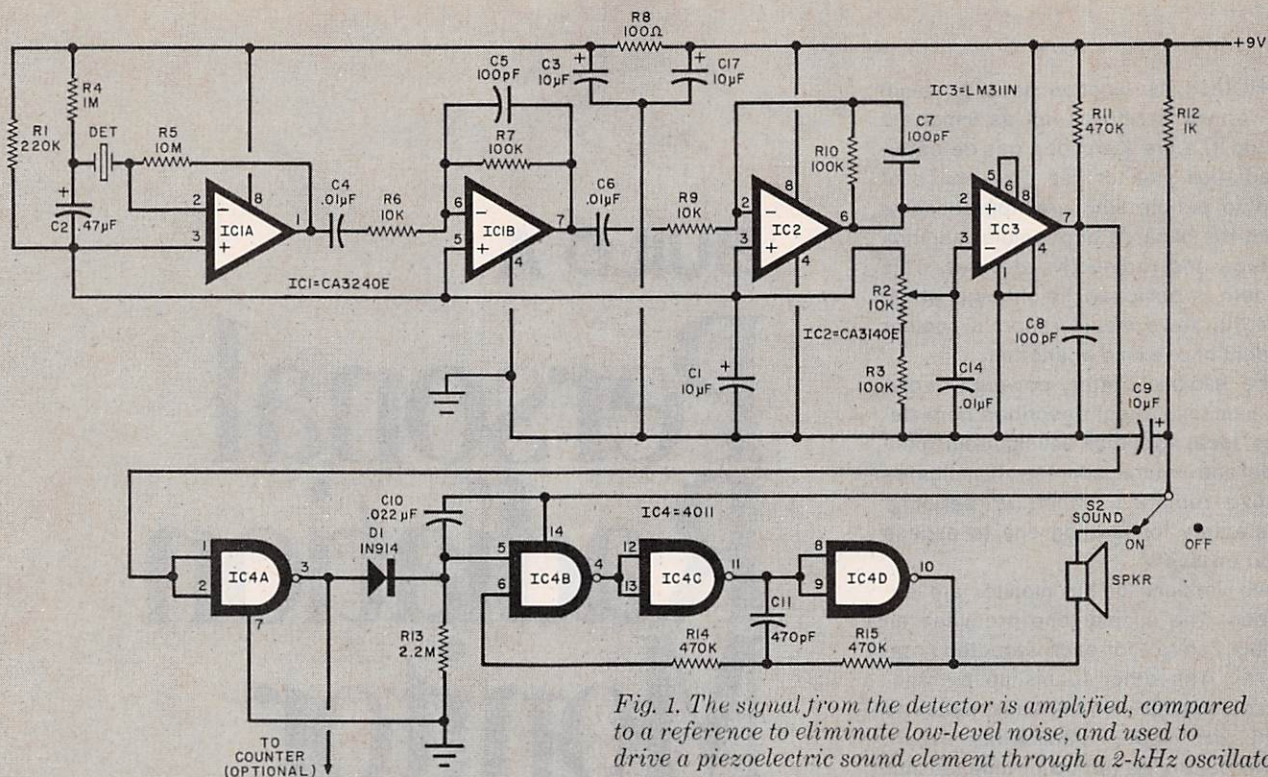 R8
100Ω
+9V
R4
1M
C5
100pF
C3
10µF
+
+
C17
10µF
IC3=LM311N
R11
470K
R12
1K
R1
220K
DET
R5
10M
R7
100K
R10
100K
C7
100pF
+
C2
.47µF
2
−
3
+
IC1A
8
1
C4
.01µF
R6
10K
6
−
5
+
IC1B
7
4
C6
.01µF
R9
10K
2
−
3
+
IC2
8
6
4
2
+
3
−
IC3
5
6
8
7
4
1
IC1=CA3240E
R2
10K
IC2=CA3140E
C1
10µF
+
R3
100K
C14
.01µF
C8
100pF
C9
10µF
+
C10
.022µF
D1
IN914
IC4=4011
S2
SOUND
ON
OFF
1
2
IC4A
3
7
14
5
6
IC4B
4
12
13
IC4C
11
8
9
IC4D
10
SPKR
R13
2.2M
C11
470pF
R14
470K
R15
470K
TO
COUNTER
(OPTIONAL)
Fig. 1. The signal from the detector is amplified, compared
to a reference to eliminate low-level noise, and used to
drive a piezoelectric sound element through a 2-kHz oscillato